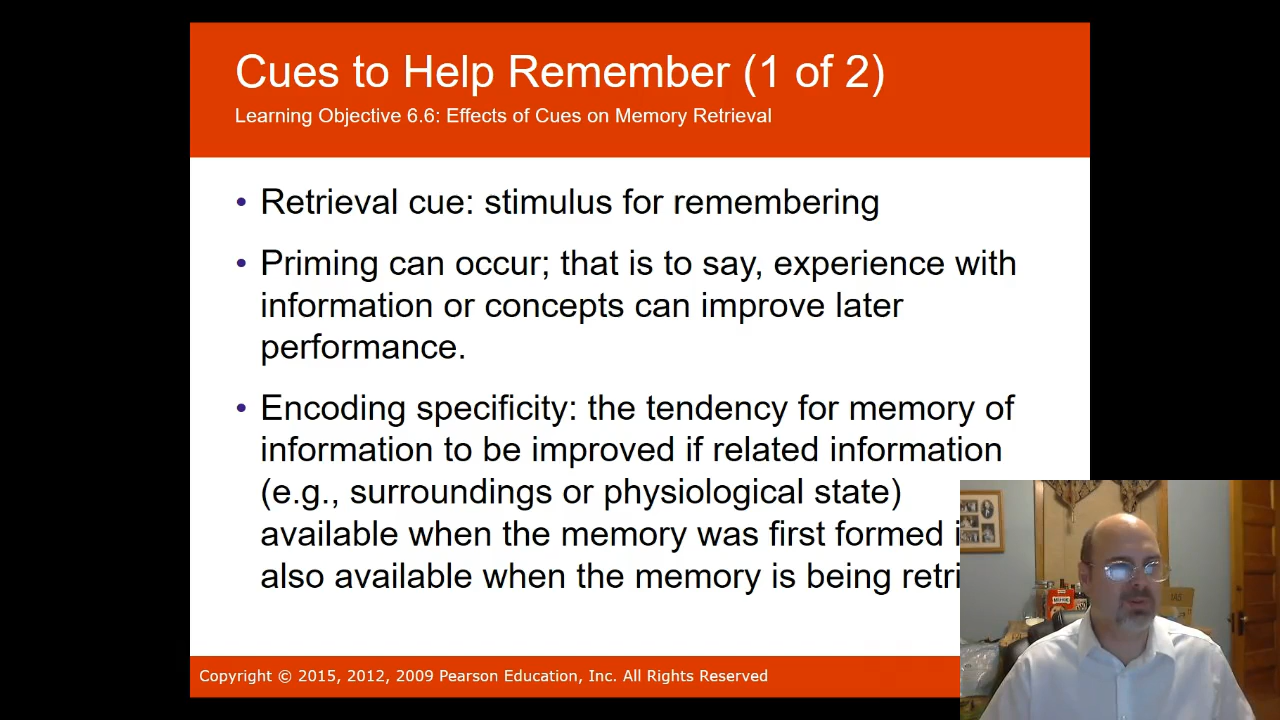 Cues to Help Remember (1 of 2)
Learning Objective 6.6: Effects of Cues on Memory Retrieval
• Retrieval cue: stimulus for remembering
• Priming can occur; that is to say, experience with
information or concepts can improve later
performance.
• Encoding specificity: the tendency for memory of
information to be improved if related information
(e.g., surroundings or physiological state)
available when the memory was first formed
also available when the memory is being
Copyright © 2015, 2012, 2009 Pearson Education, Inc. All Rights Reserved